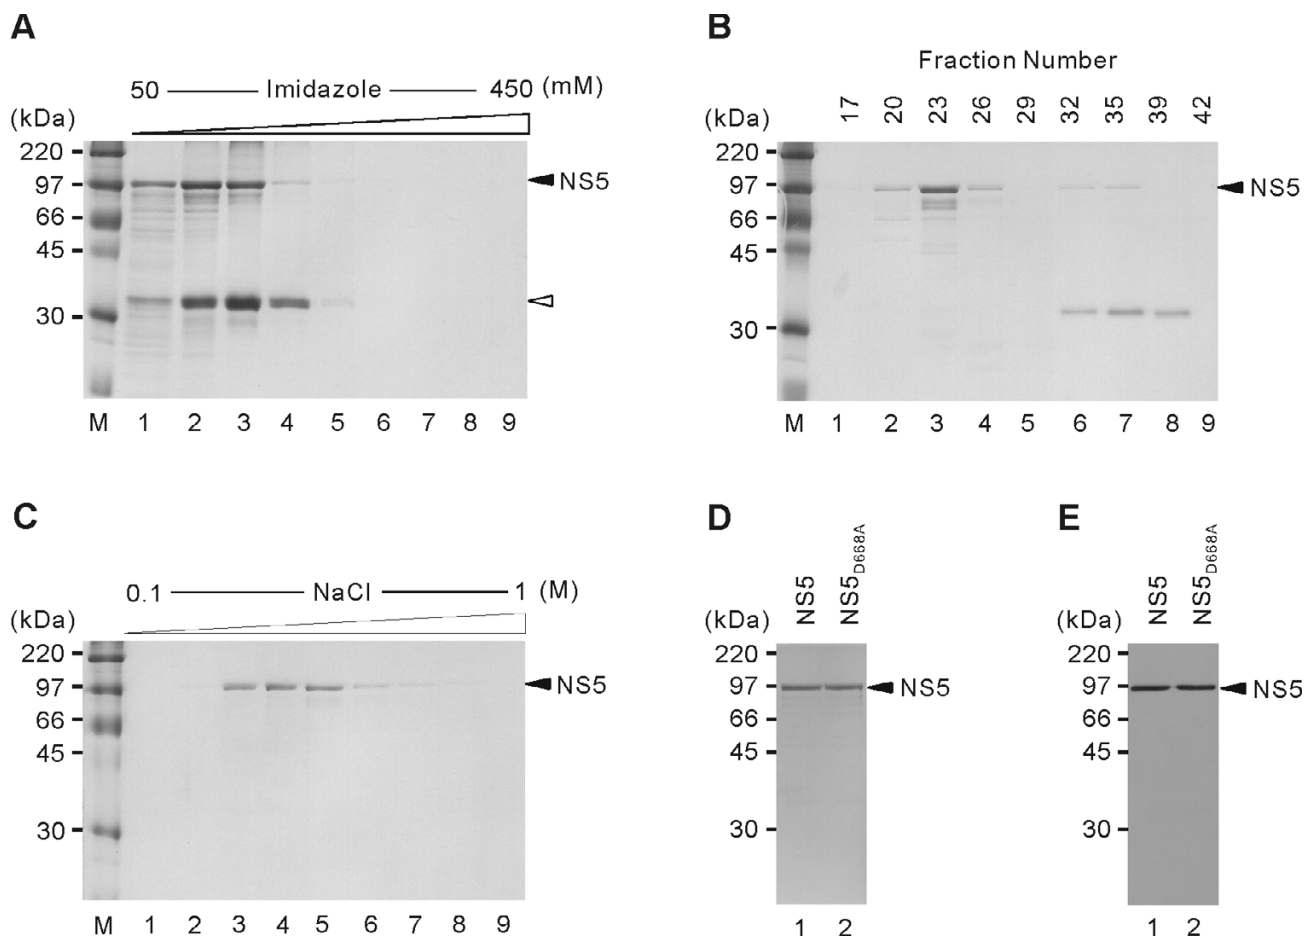 A
50 Imidazole 450 (mM)
(kDa)
220
97
66
45
30
NS5
M 1 2 3 4 5 6 7 8 9
B
Fraction Number
17 20 23 26 29 32 35 39 42
(kDa)
220
97
66
45
30
NS5
M 1 2 3 4 5 6 7 8 9
C
0.1 NaCl 1 (M)
(kDa)
220
97
66
45
30
NS5
M 1 2 3 4 5 6 7 8 9
D
NS5
NS5D668A
(kDa)
220
97
66
45
30
NS5
1 2
E
NS5
NS5D668A
(kDa)
220
97
66
45
30
NS5
1 2